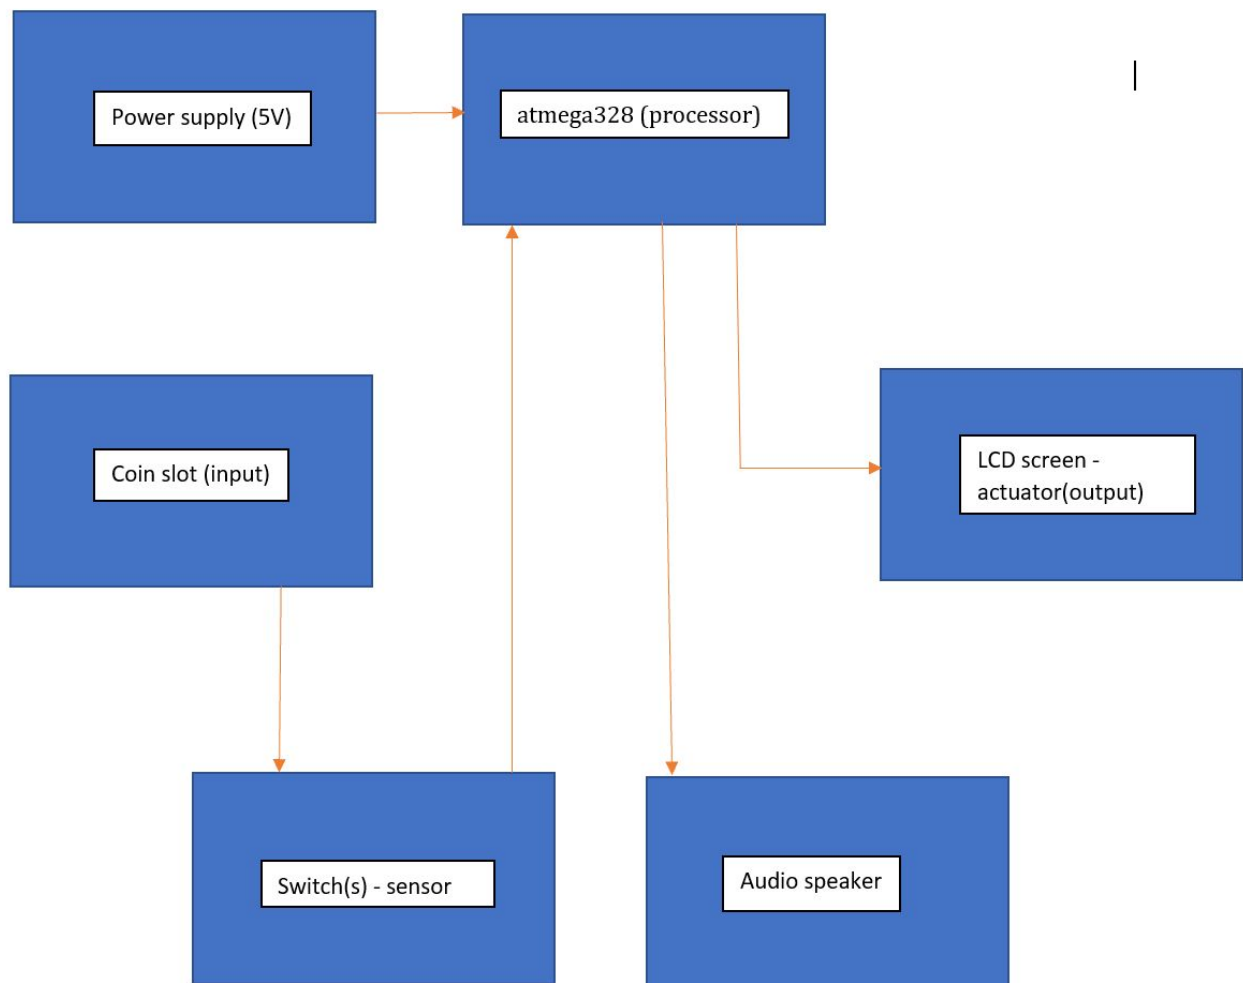 Power supply (5V)
atmega328 (processor)
Coin slot (input)
LCD screen -
actuator(output)
Switch(s) - sensor
Audio speaker